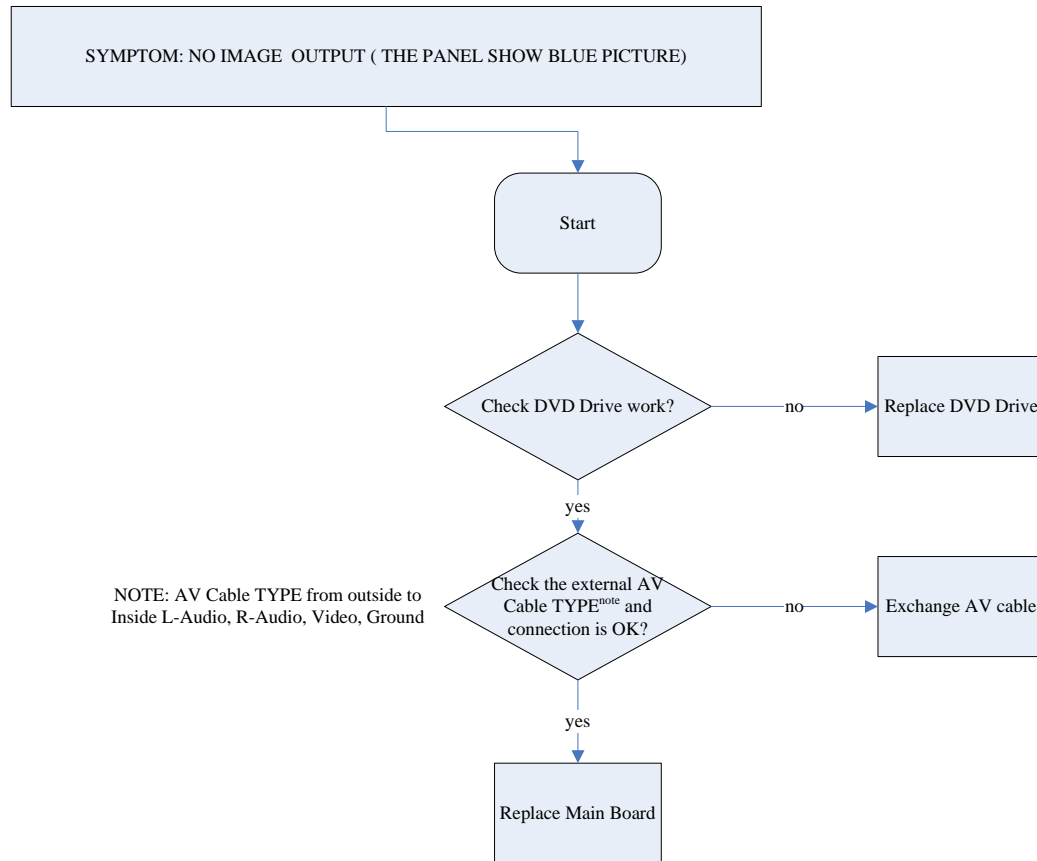 SYMPTOM: NO IMAGE  OUTPUT ( THE PANEL SHOW BLUE PICTURE)
Start
Check DVD Drive work?
no
Replace DVD Drive
yes
NOTE: AV Cable TYPE from outside to
Inside L-Audio, R-Audio, Video, Ground
Check the external AV
Cable TYPEnote and
connection is OK?
no
Exchange AV cable
yes
Replace Main Board